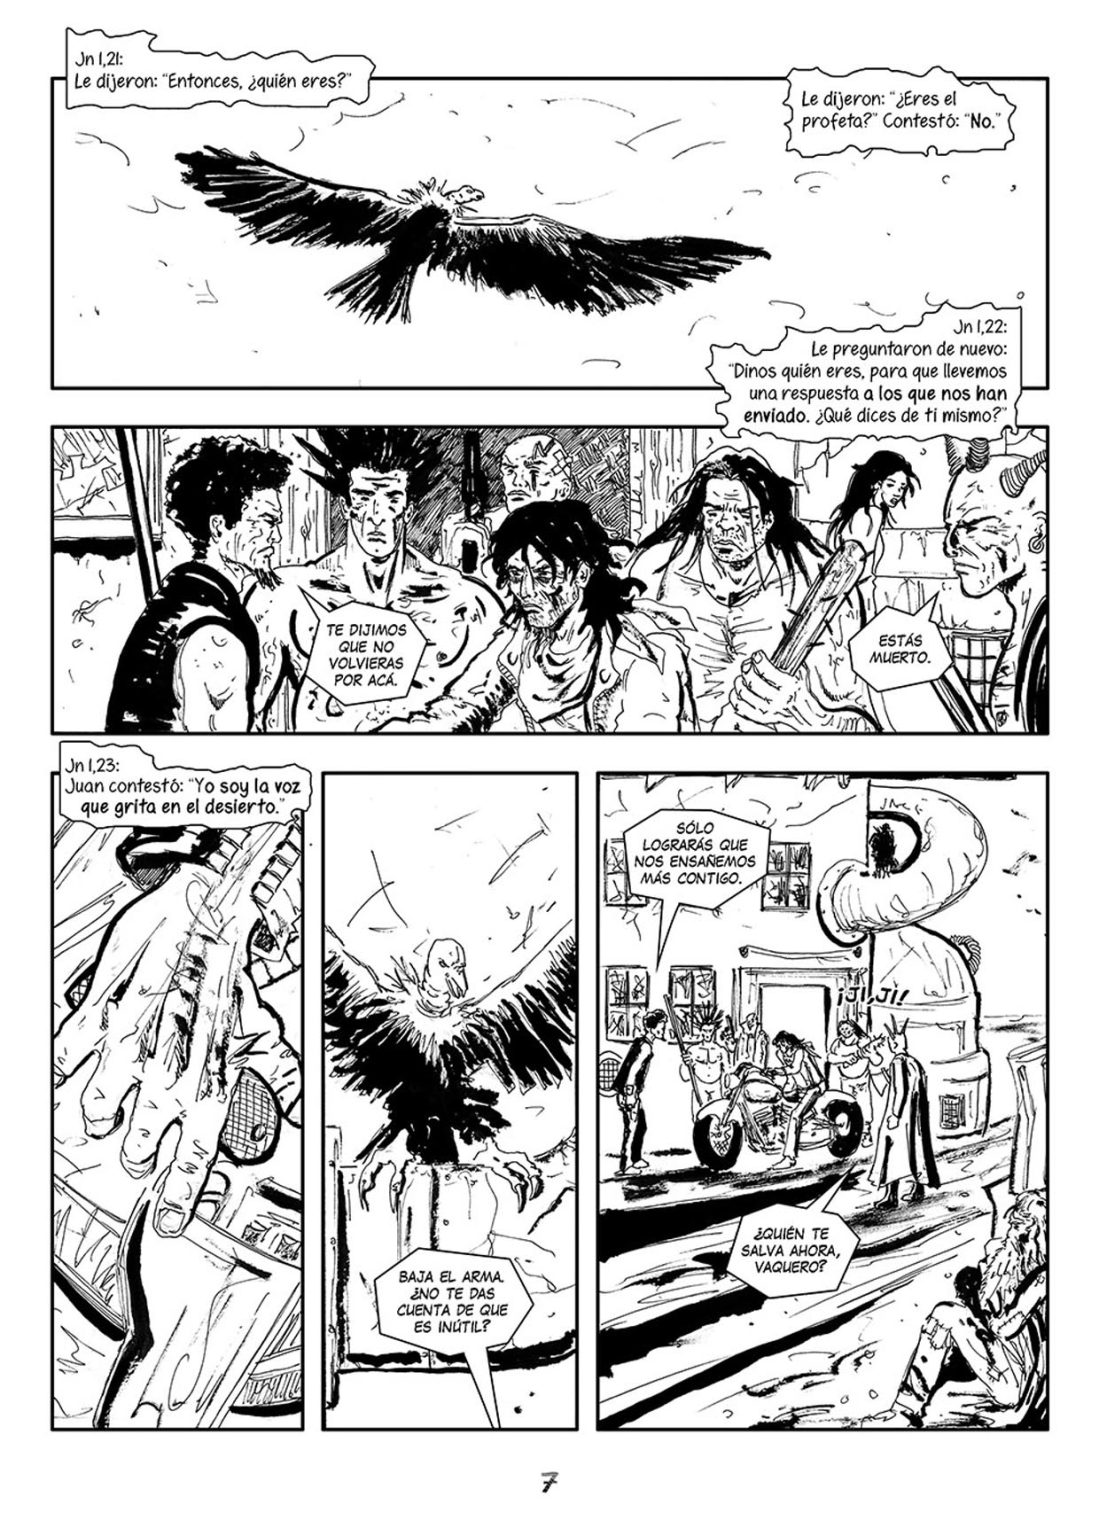 Jn 1,21:
Le dijeron: "Entonces, ¿quién eres?"
Le dijeron: "¿Eres el
profeta?" Contestó: "No."
Jn 1,22:
Le preguntaron de nuevo:
"Dinos quién eres, para que llevemos
una respuesta a los que nos han
enviado. ¿Qué dices de ti mismo?"
TE DIJIMOS
QUE NO
VOLVIERAS
POR ACÁ.
ESTÁS
MUERTO.
Jn 1,23:
Juan contestó: "Yo soy la voz
que grita en el desierto."
BAJA EL ARMA.
¿NO TE DAS
CUENTA DE QUE
ES INÚTIL?
SÓLO
LOGRARÁS QUE
NOS ENSAÑEMOS
MÁS CONTIGO.
¡JI, JI!
¿QUIÉN TE
SALVA AHORA,
VAQUERO?
7